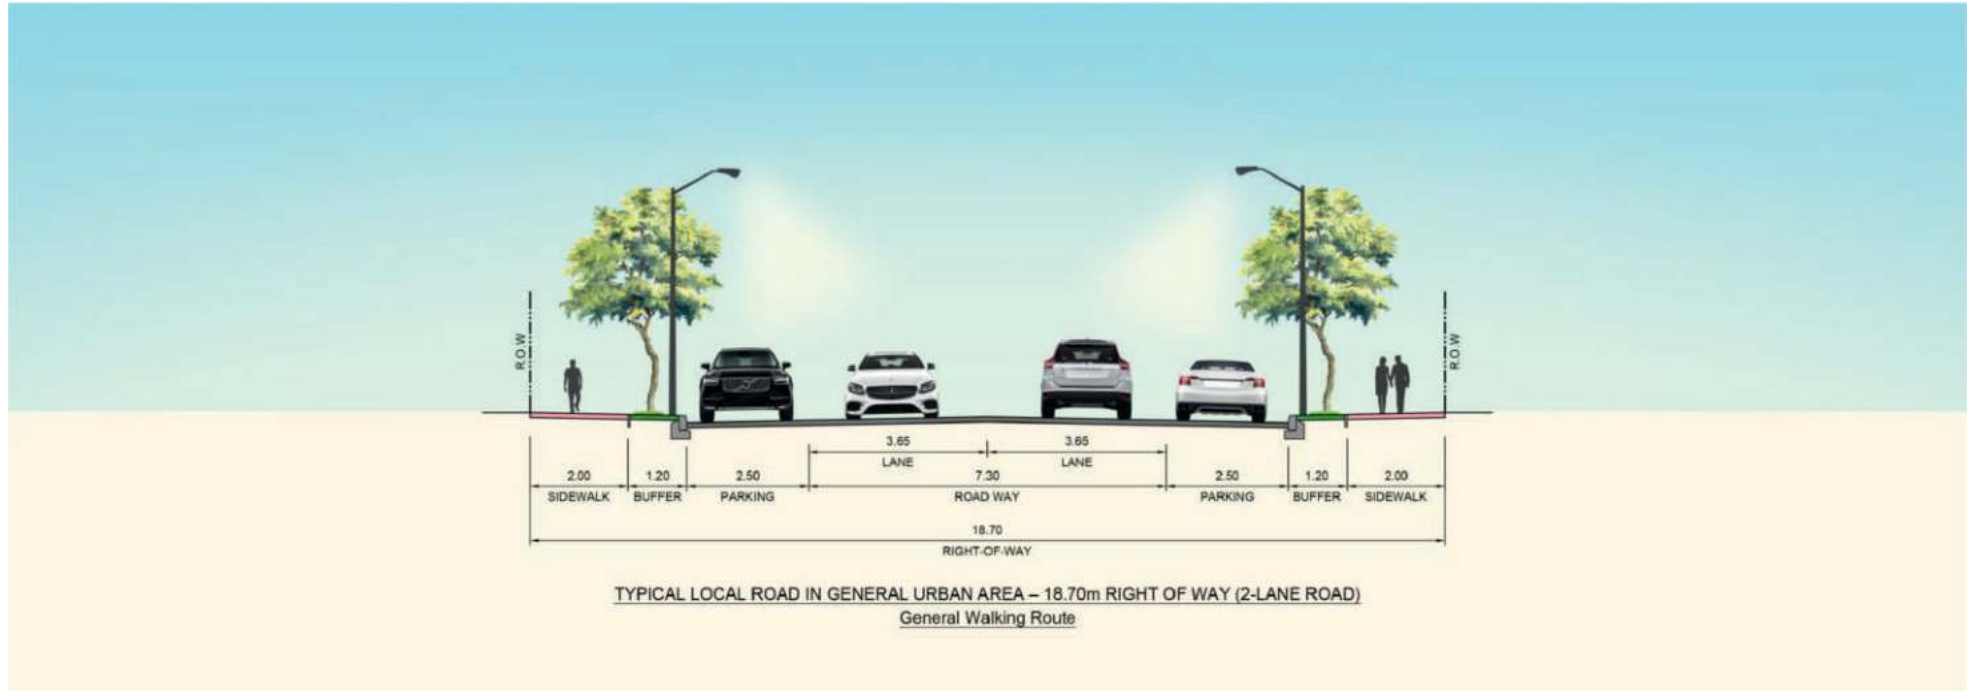 R.O.W
R.O.W
3.65
3.65
LANE
LANE
2.00
1.20
2.50
7.30
2.50
1.20
2.00
SIDEWALK
BUFFER
PARKING
ROAD WAY
PARKING
BUFFER
SIDEWALK
18.70
RIGHT-OF-WAY
TYPICAL LOCAL ROAD IN GENERAL URBAN AREA – 18.70m RIGHT OF WAY (2-LANE ROAD)
General Walking Route